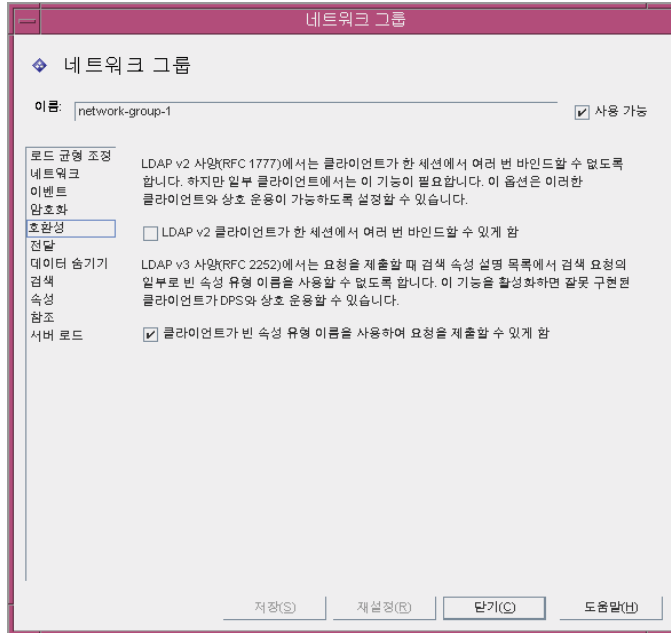 네트워크 그룹
네트워크 그룹
이름: network-group-1
사용 가능
로드 균형 조정
네트워크
이벤트
암호화
호환성
전달
데이터 숨기기
검색
속성
참조
서버 로드
LDAP v2 사양(RFC 1777)에서는 클라이언트가 한 세션에서 여러 번 바인드할 수 없도록
합니다. 하지만 일부 클라이언트에서는 이 기능이 필요합니다. 이 옵션은 이러한
클라이언트와 상호 운용이 가능하도록 설정할 수 있습니다.
LDAP v2 클라이언트가 한 세션에서 여러 번 바인드할 수 있게 함
LDAP v3 사양(RFC 2252)에서는 요청을 제출할 때 검색 속성 설명 목록에서 검색 요청의
일부로 빈 속성 유형 이름을 사용할 수 없도록 합니다. 이 기능을 활성화하면 잘못 구현된
클라이언트가 DPS와 상호 운용할 수 있습니다.
클라이언트가 빈 속성 유형 이름을 사용하여 요청을 제출할 수 있게 함
저장(S)
재설정(R)
닫기(C)
도움말(H)